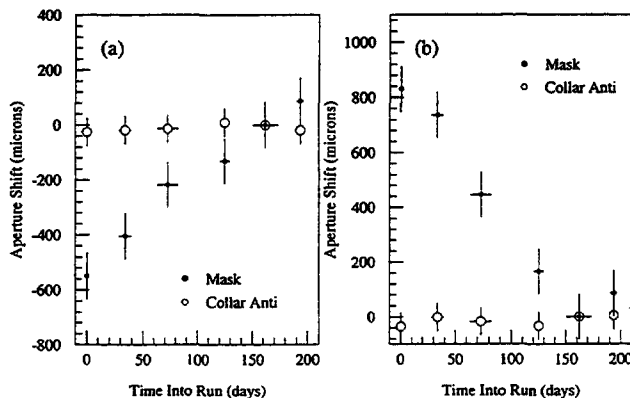 (a)
400
200
0
-200
-400
-600
-800
Aperture Shift (microns)
Mask
Collar Anti
0 50 100 150 200
Time Into Run (days)
(b)
1000
800
600
400
200
0
Aperture Shift (microns)
Mask
Collar Anti
0 50 100 150 200
Time Into Run (days)